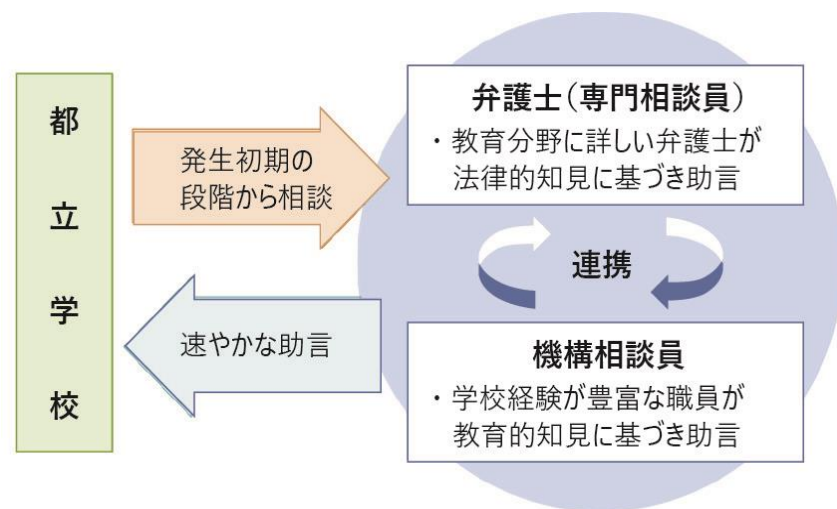 都立学校
発生初期の
段階から相談
速やかな助言
弁護士（専門相談員）
・教育分野に詳しい弁護士が
法律的知見に基づき助言
連携
機構相談員
・学校経験が豊富な職員が
教育的知見に基づき助言